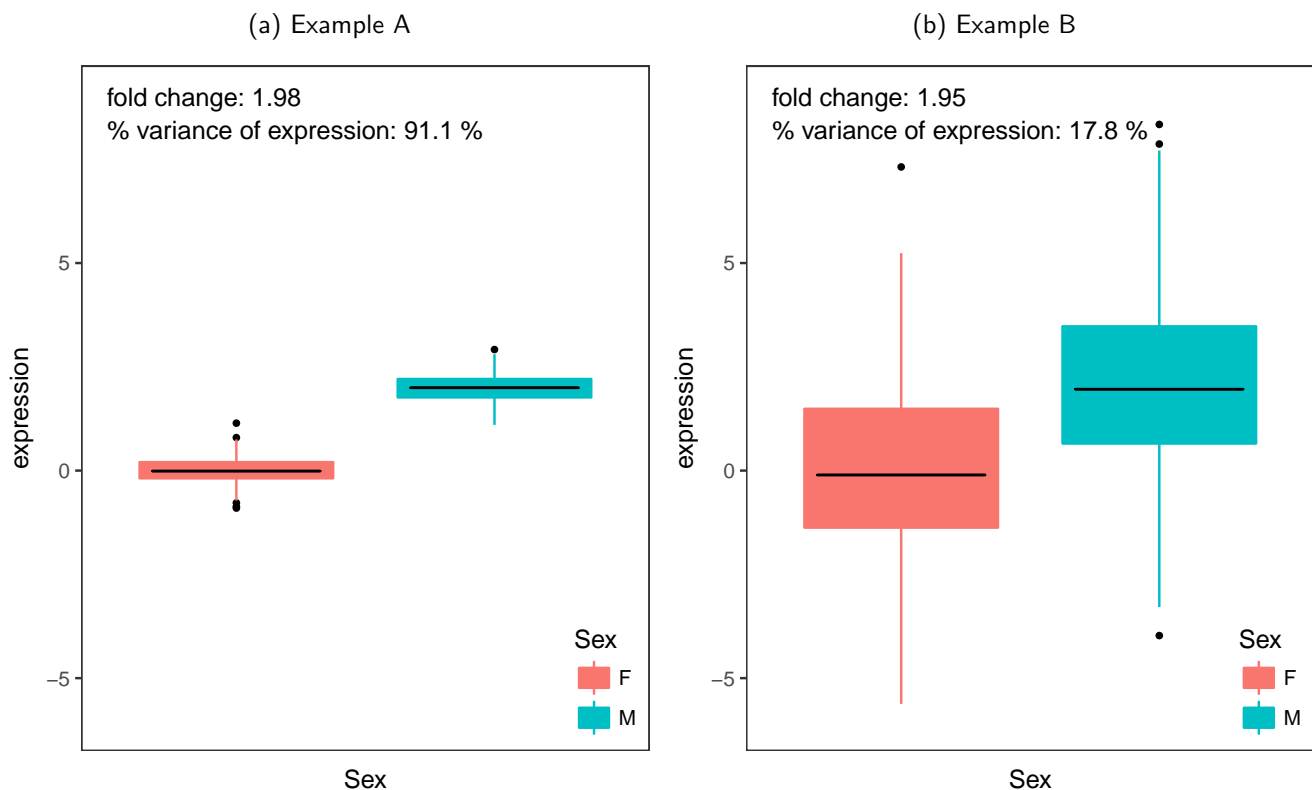 (a) Example A
fold change: 1.98
% variance of expression: 91.1 %
5
0
−5
expression
Sex
F
M
Sex
(b) Example B
fold change: 1.95
% variance of expression: 17.8 %
5
0
−5
expression
Sex
F
M
Sex